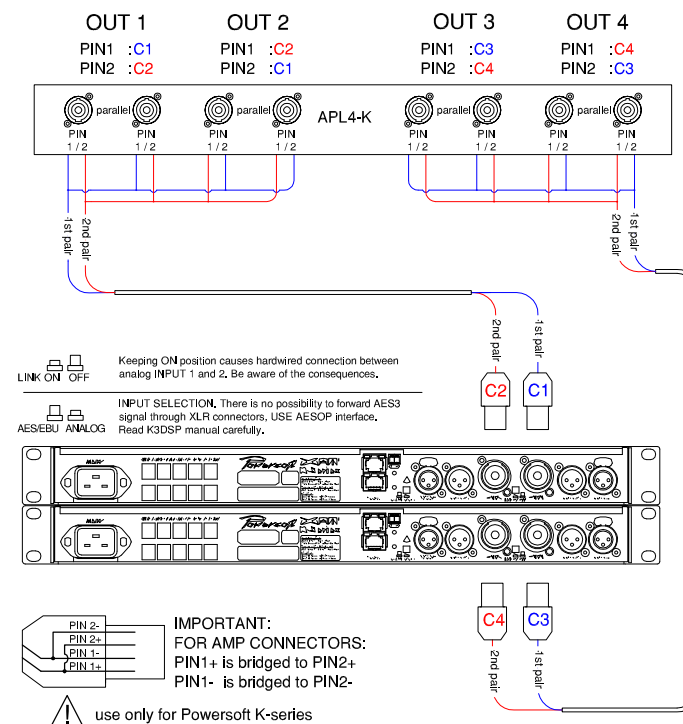 OUT 1 OUT 2 OUT 3 OUT 4
PIN1 :C1 PIN1 :C2 PIN1 :C3 PIN1 :C4
PIN2 :C2 PIN2 :C1 PIN2 :C4 PIN2 :C3
parallel parallel APL4-K parallel parallel
PIN PIN PIN PIN PIN PIN PIN PIN
1 / 2 1 / 2 1 / 2 1 / 2 1 / 2 1 / 2 1 / 2 1 / 2
1st pair 2nd pair 2nd pair 1st pair
2nd pair 1st pair
LINK ON OFF
Keeping ON position causes hardwired connection between
analog INPUT 1 and 2. Be aware of the consequences.
C2 C1
AES/EBU ANALOG
INPUT SELECTION. There is no possibility to forward AES3
signal through XLR connectors, USE AESOP interface.
Read K3DSP manual carefully.
Powersoft
Powersoft
C4 C3
2nd pair 1st pair
PIN 2-
PIN 2+
PIN 1-
PIN 1+
IMPORTANT:
FOR AMP CONNECTORS:
PIN1+ is bridged to PIN2+
PIN1- is bridged to PIN2-
use only for Powersoft K-series